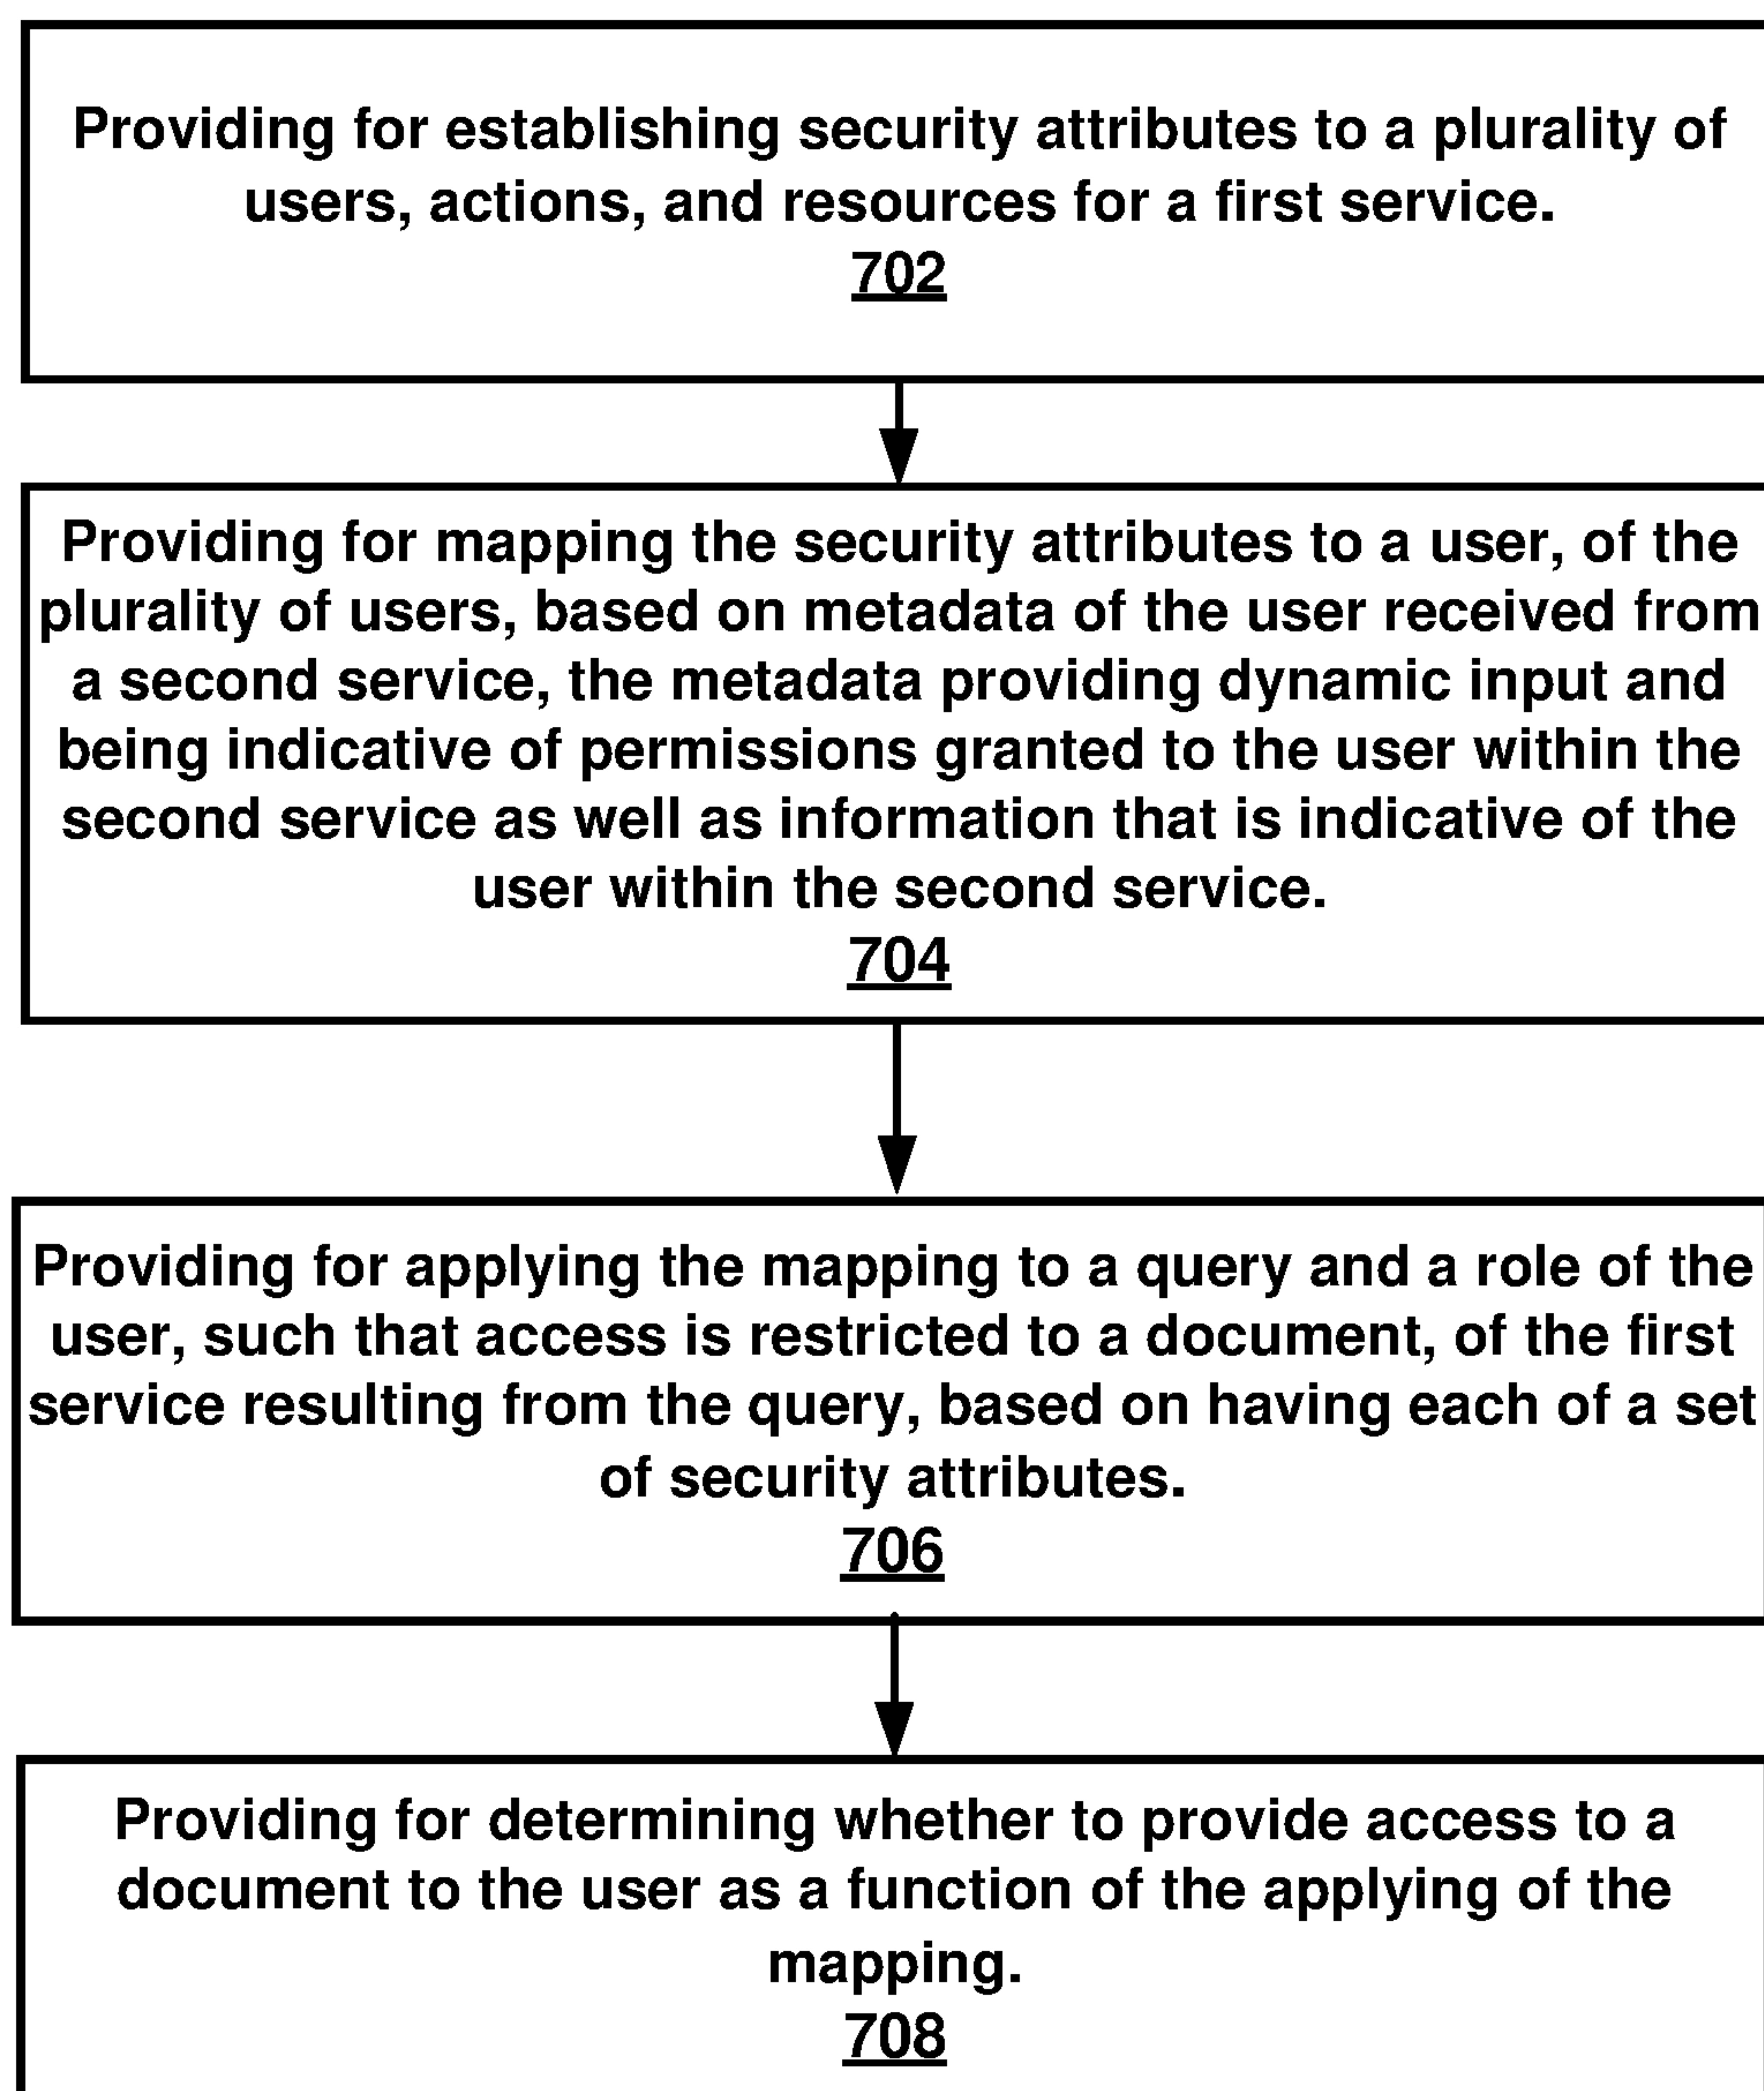 Providing for establishing security attributes to a plurality of
users, actions, and resources for a first service.
702
Providing for mapping the security attributes to a user, of the
plurality of users, based on metadata of the user received from
a second service, the metadata providing dynamic input and
being indicative of permissions granted to the user within the
second service as well as information that is indicative of the
user within the second service.
704
Providing for applying the mapping to a query and a role of the
user, such that access is restricted to a document, of the first
service resulting from the query, based on having each of a set
of security attributes.
706
Providing for determining whether to provide access to a
document to the user as a function of the applying of the
mapping.
708